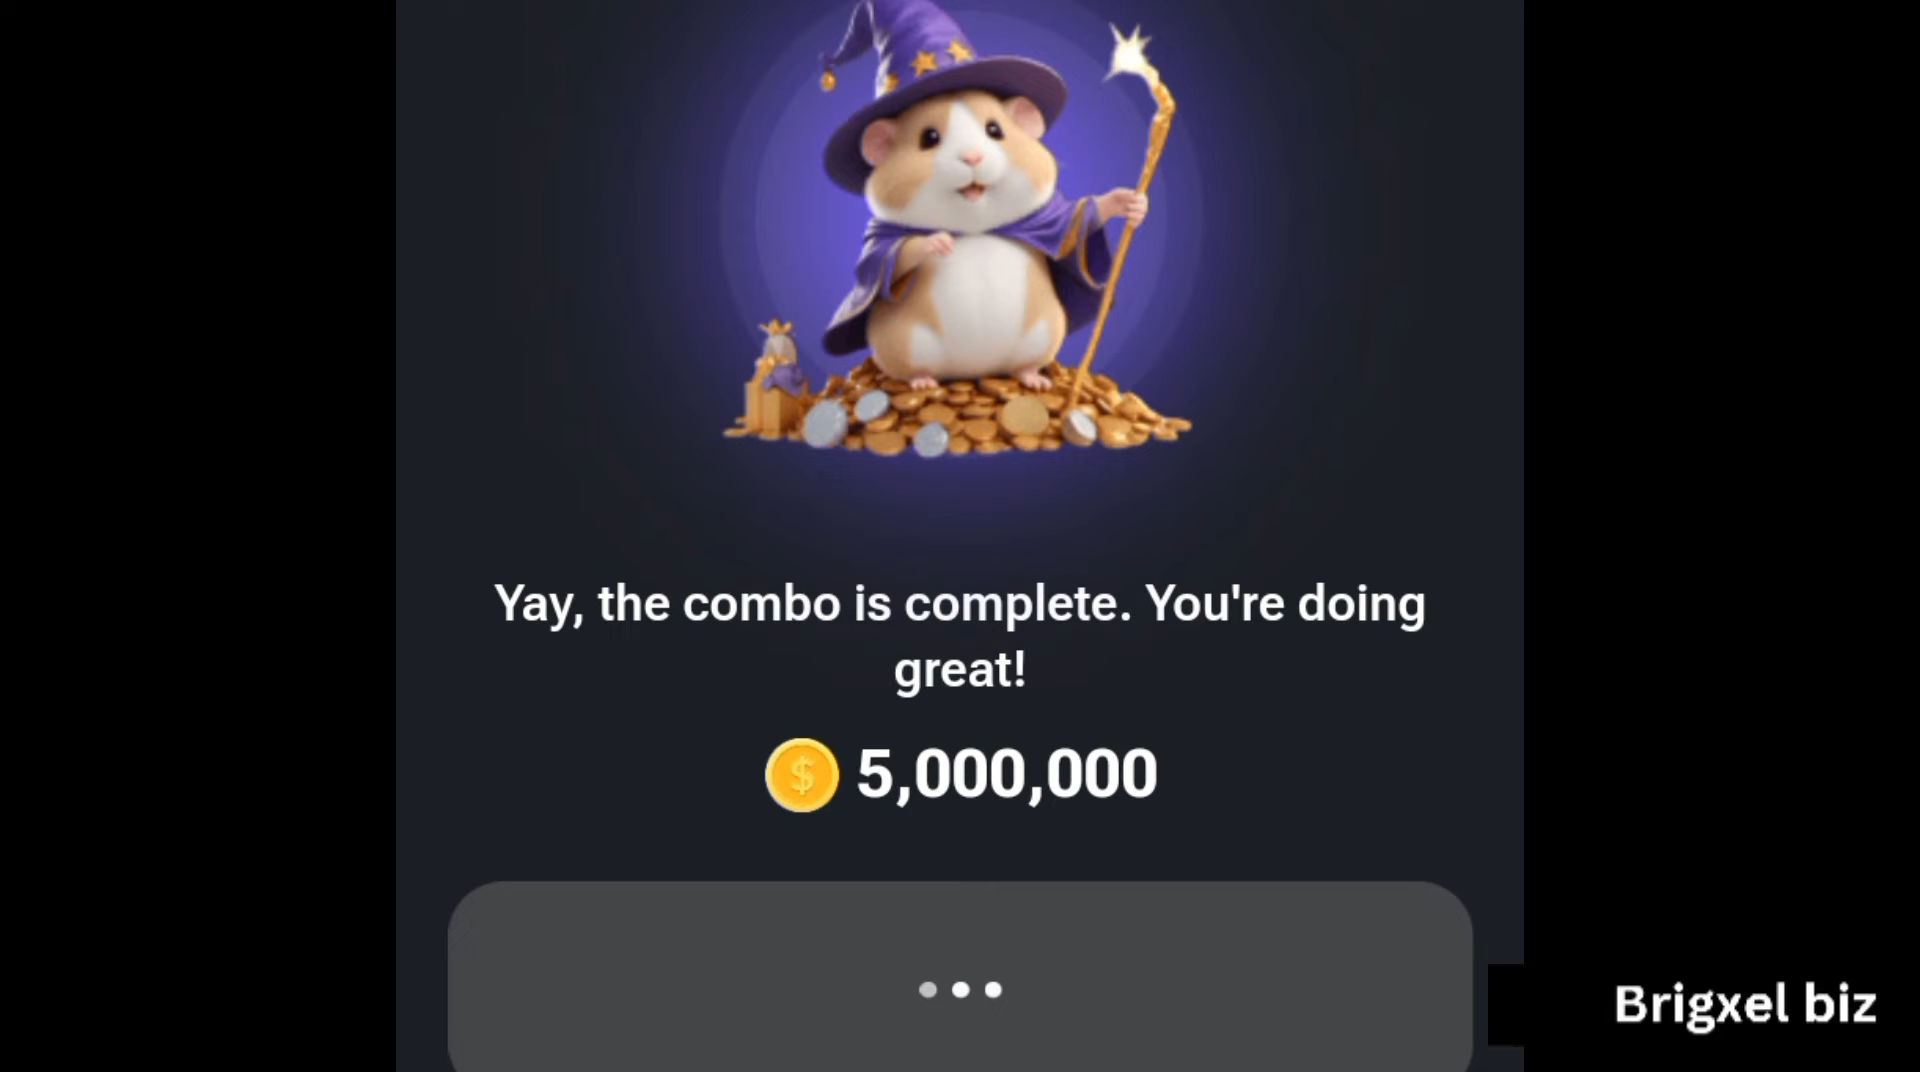 Yay, the combo is complete. You're doing
great!
5,000,000
Brigxel biz